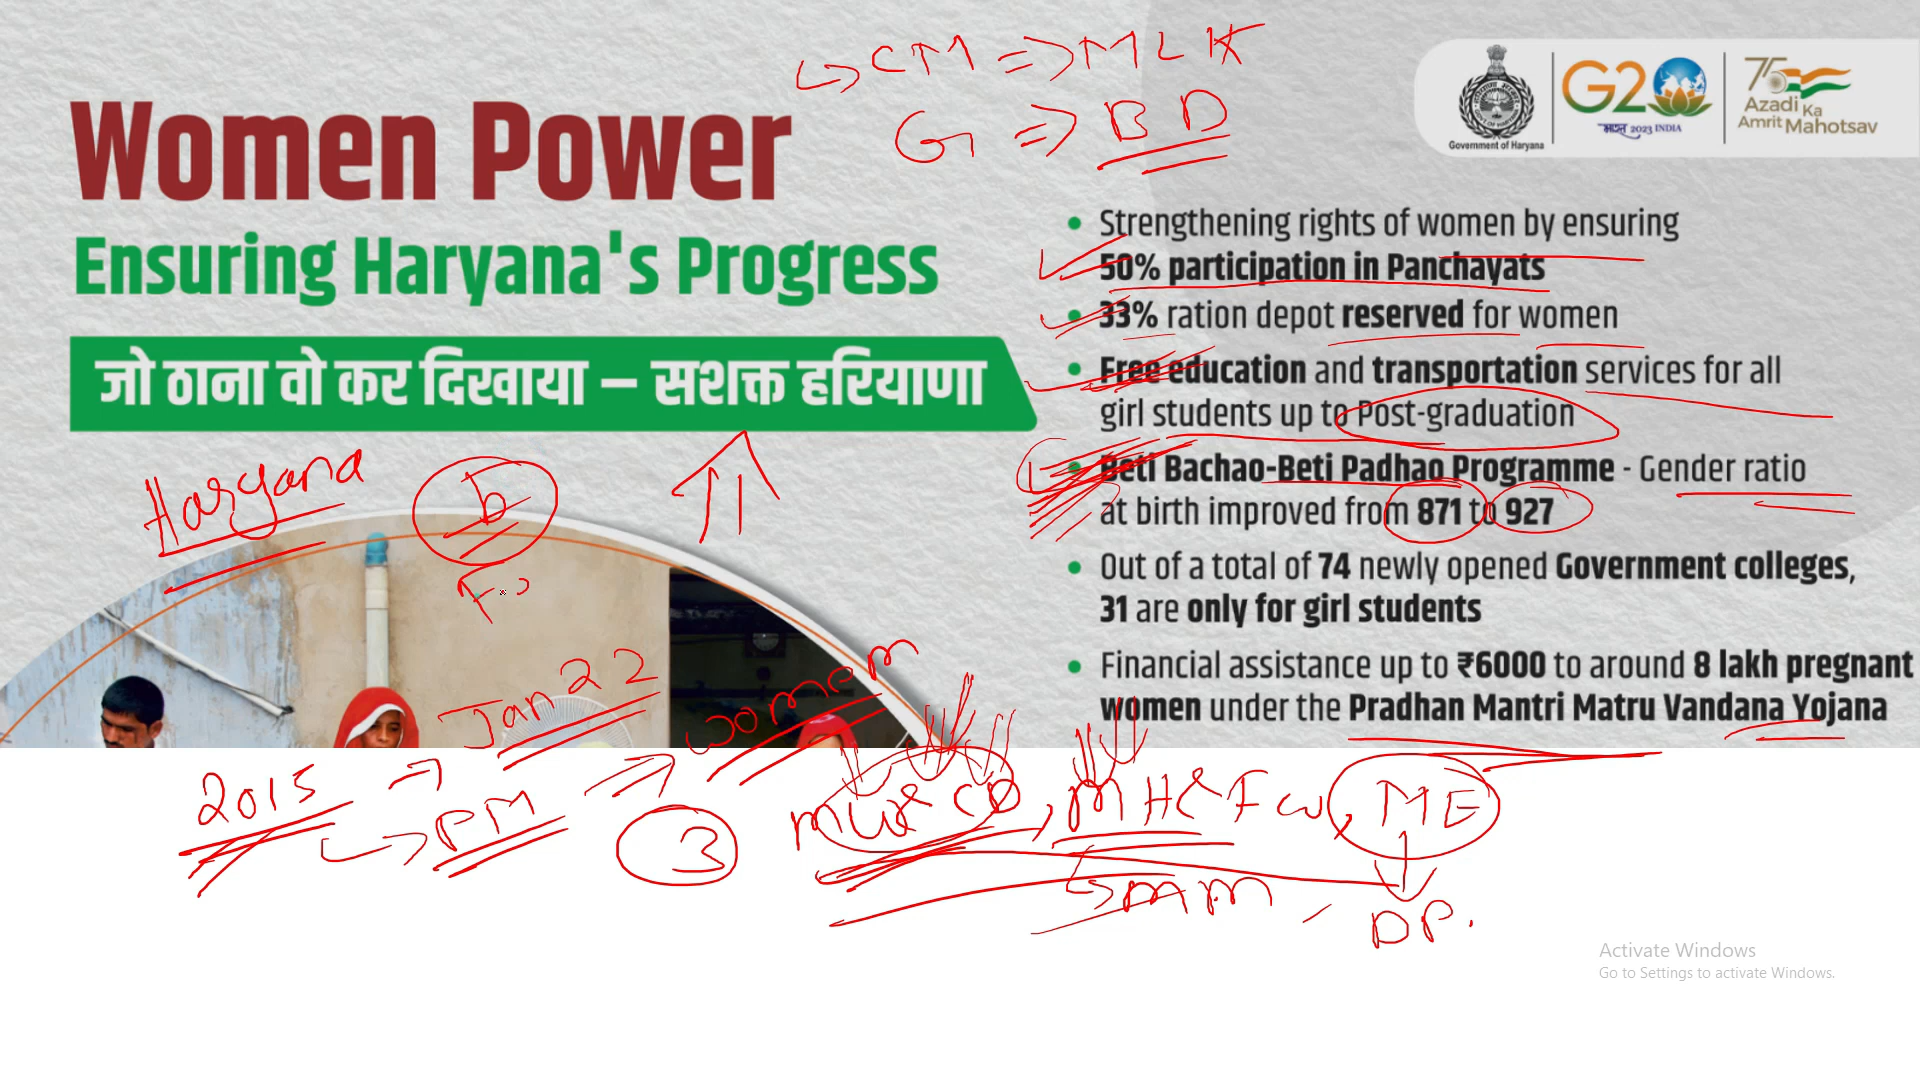 CM => MLK
G => BD
Women Power
Ensuring Haryana's Progress
जो ठाना वो कर दिखाया – सशक्त हरियाणा
Government of Haryana
G20
भारत 2023 INDIA
75
Azadi Ka
Amrit Mahotsav
• Strengthening rights of women by ensuring
50% participation in Panchayats
• 33% ration depot reserved for women
• Free education and transportation services for all
girl students up to Post-graduation
• Beti Bachao-Beti Padhao Programme - Gender ratio
at birth improved from 871 to 927
• Out of a total of 74 newly opened Government colleges,
31 are only for girl students
• Financial assistance up to ₹6000 to around 8 lakh pregnant
women under the Pradhan Mantri Matru Vandana Yojana
Haryana
b
Jan 22
women
2015
PM
3
MW& CD, MH&FW, ME
DP.
Activate Windows
Go to Settings to activate Windows.